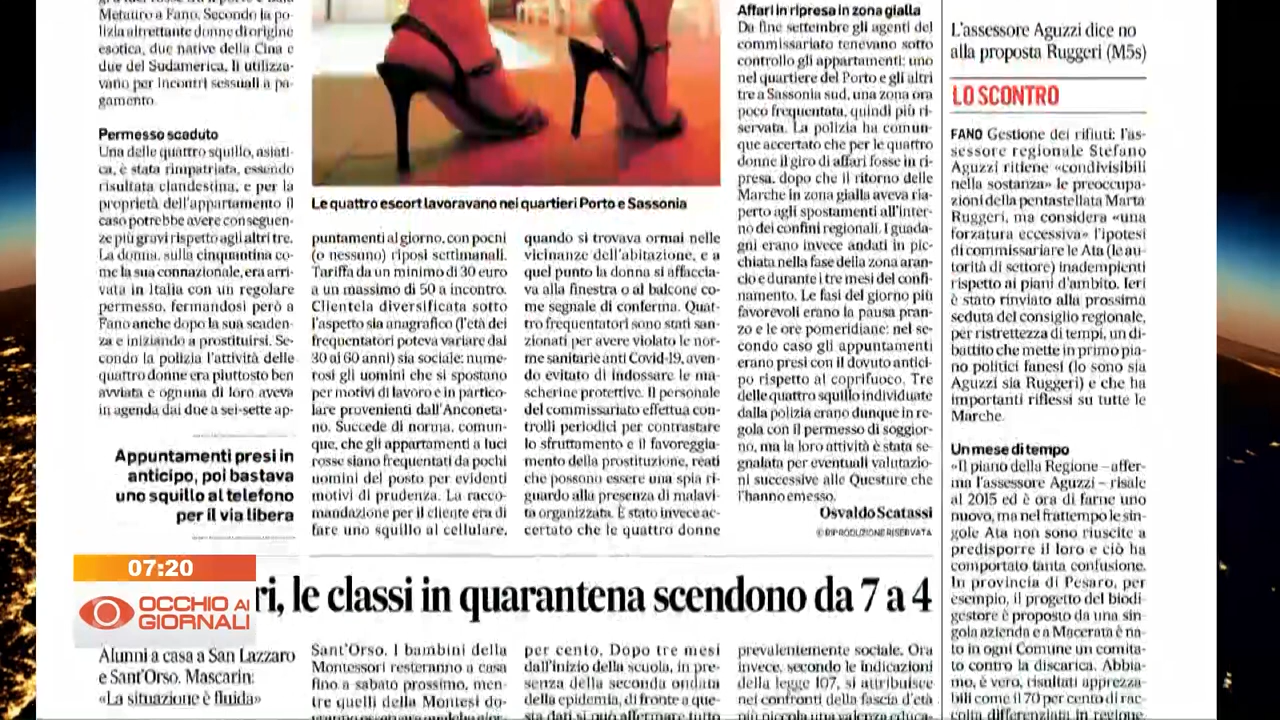 Metauro a Fano. Secondo la po-
lizia altrettante donne di origine
esotica, due native della Cina e
due del Sudamerica, li utilizza-
vano per incontri sessuali a pa-
gamento.
Permesso scaduto
Una delle quattro squillo, asiati-
ca, è stata rimpatriata, essendo
risultata clandestina, e per la
proprietà dell'appartamento il
caso potrebbe avere conseguen-
ze più gravi rispetto agli altri tre.
La donna, sulla cinquantina co-
me la sua connazionale, era arri-
vata in Italia con un regolare
permesso, fermandosi però a
Fano anche dopo la sua scaden-
za e iniziando a prostituirsi. Se-
condo la polizia l'attività delle
quattro donne era piuttosto ben
avviata e ognuna di loro aveva
in agenda dai due a sei-sette ap-
Appuntamenti presi in
anticipo, poi bastava
uno squillo al telefono
per il via libera
Le quattro escort lavoravano nei quartieri Porto e Sassonia
puntamenti al giorno, con pochi
(o nessuno) riposi settimanali.
Tariffa da un minimo di 30 euro
a un massimo di 50 a incontro.
Clientela diversificata sotto
l'aspetto sia anagrafico (l'età dei
frequentatori poteva variare dai
30 ai 60 anni) sia sociale: nume-
rosi gli uomini che si spostano
per motivi di lavoro e in partico-
lare provenienti dall'Anconeta-
no. Succede di norma, comun-
que, che gli appartamenti a luci
rosse siano frequentati da pochi
uomini del posto per evidenti
motivi di prudenza. La racco-
mandazione per il cliente era di
fare uno squillo al cellulare,
quando si trovava ormai nelle
vicinanze dell'abitazione, e a
quel punto la donna si affaccia-
va alla finestra o al balcone co-
me segnale di conferma. Quat-
tro frequentatori sono stati san-
zionati per avere violato le nor-
me sanitarie anti Covid-19, aven-
do evitato di indossare le ma-
scherine protettive. Il personale
del commissariato effettua con-
trolli periodici per contrastare
lo sfruttamento e il favoreggia-
mento della prostituzione, reati
che possono essere una spia ri-
guardo alla presenza di malavi-
ta organizzata. È stato invece ac-
certato che le quattro donne
Affari in ripresa in zona gialla
Da fine settembre gli agenti del
commissariato tenevano sotto
controllo gli appartamenti: uno
nel quartiere del Porto e gli altri
tre a Sassonia sud, una zona ora
poco frequentata, quindi più ri-
servata. La polizia ha comun-
que accertato che per le quattro
donne il giro di affari fosse in ri-
presa, dopo che il ritorno delle
Marche in zona gialla aveva ria-
perto agli spostamenti all'inter-
no dei confini regionali. I guada-
gni erano invece andati in pic-
chiata nella fase della zona aran-
cio e durante i tre mesi del confi-
namento. Le fasi del giorno più
favorevoli erano la pausa pran-
zo e le ore pomeridiane: nel se-
condo caso gli appuntamenti
erano presi con il dovuto antici-
po rispetto al coprifuoco. Tre
delle quattro squillo individuate
dalla polizia erano dunque in re-
gola con il permesso di soggior-
no, ma la loro attività è stata se-
gnalata per eventuali valutazio-
ni successive alle Questure che
l'hanno emesso.
Osvaldo Scatassi
© RIPRODUZIONE RISERVATA
L'assessore Aguzzi dice no
alla proposta Ruggeri (M5s)
LO SCONTRO
FANO Gestione dei rifiuti: l'as-
sessore regionale Stefano
Aguzzi ritiene «condivisibili
nella sostanza» le preoccupa-
zioni della pentastellata Marta
Ruggeri, ma considera «una
forzatura eccessiva» l'ipotesi
di commissariare le Ata (le au-
torità di settore) inadempienti
rispetto ai piani d'ambito. Ieri
è stato rinviato alla prossima
seduta del consiglio regionale,
per ristrettezza di tempi, un di-
battito che mette in primo pia-
no politici fanesi (lo sono sia
Aguzzi sia Ruggeri) e che ha
importanti riflessi su tutte le
Marche.
Un mese di tempo
«Il piano della Regione – affer-
ma l'assessore Aguzzi – risale
al 2015 ed è ora di farne uno
nuovo, ma nel frattempo le sin-
gole Ata non sono riuscite a
predisporre il loro e ciò ha
comportato tanta confusione.
In provincia di Pesaro, per
esempio, il progetto del biodi-
gestore è proposto da una sin-
gola azienda e a Macerata è na-
to in ogni Comune un comita-
to contro la discarica. Abbia-
mo, è vero, risultati apprezza-
bili come il 70 per cento di rac-
colta differenziata in regione,
07:20
OCCHIO AI
GIORNALI
ri, le classi in quarantena scendono da 7 a 4
Alunni a casa a San Lazzaro
e Sant'Orso. Mascarin:
«La situazione è fluida»
Sant'Orso. I bambini della
Montessori resteranno a casa
fino a sabato prossimo, men-
tre quelli della Montesi do-
per cento. Dopo tre mesi
dall'inizio della scuola, in pre-
senza della seconda ondata
della epidemia, di fronte a que-
sta dati si può affermare tutto
prevalentemente sociale. Ora
invece, secondo le indicazioni
della legge 107, si attribuisce
nei confronti della fascia d'età
più piccola una valenza educa-